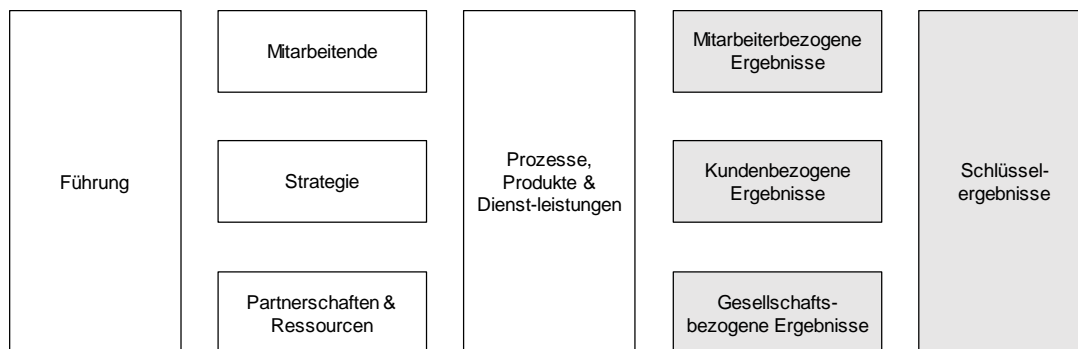 Führung
Mitarbeitende
Strategie
Partnerschaften &
Ressourcen
Prozesse,
Produkte &
Dienst-leistungen
Mitarbeiterbezogene
Ergebnisse
Kundenbezogene
Ergebnisse
Gesellschafts-
bezogene Ergebnisse
Schlüssel-
ergebnisse